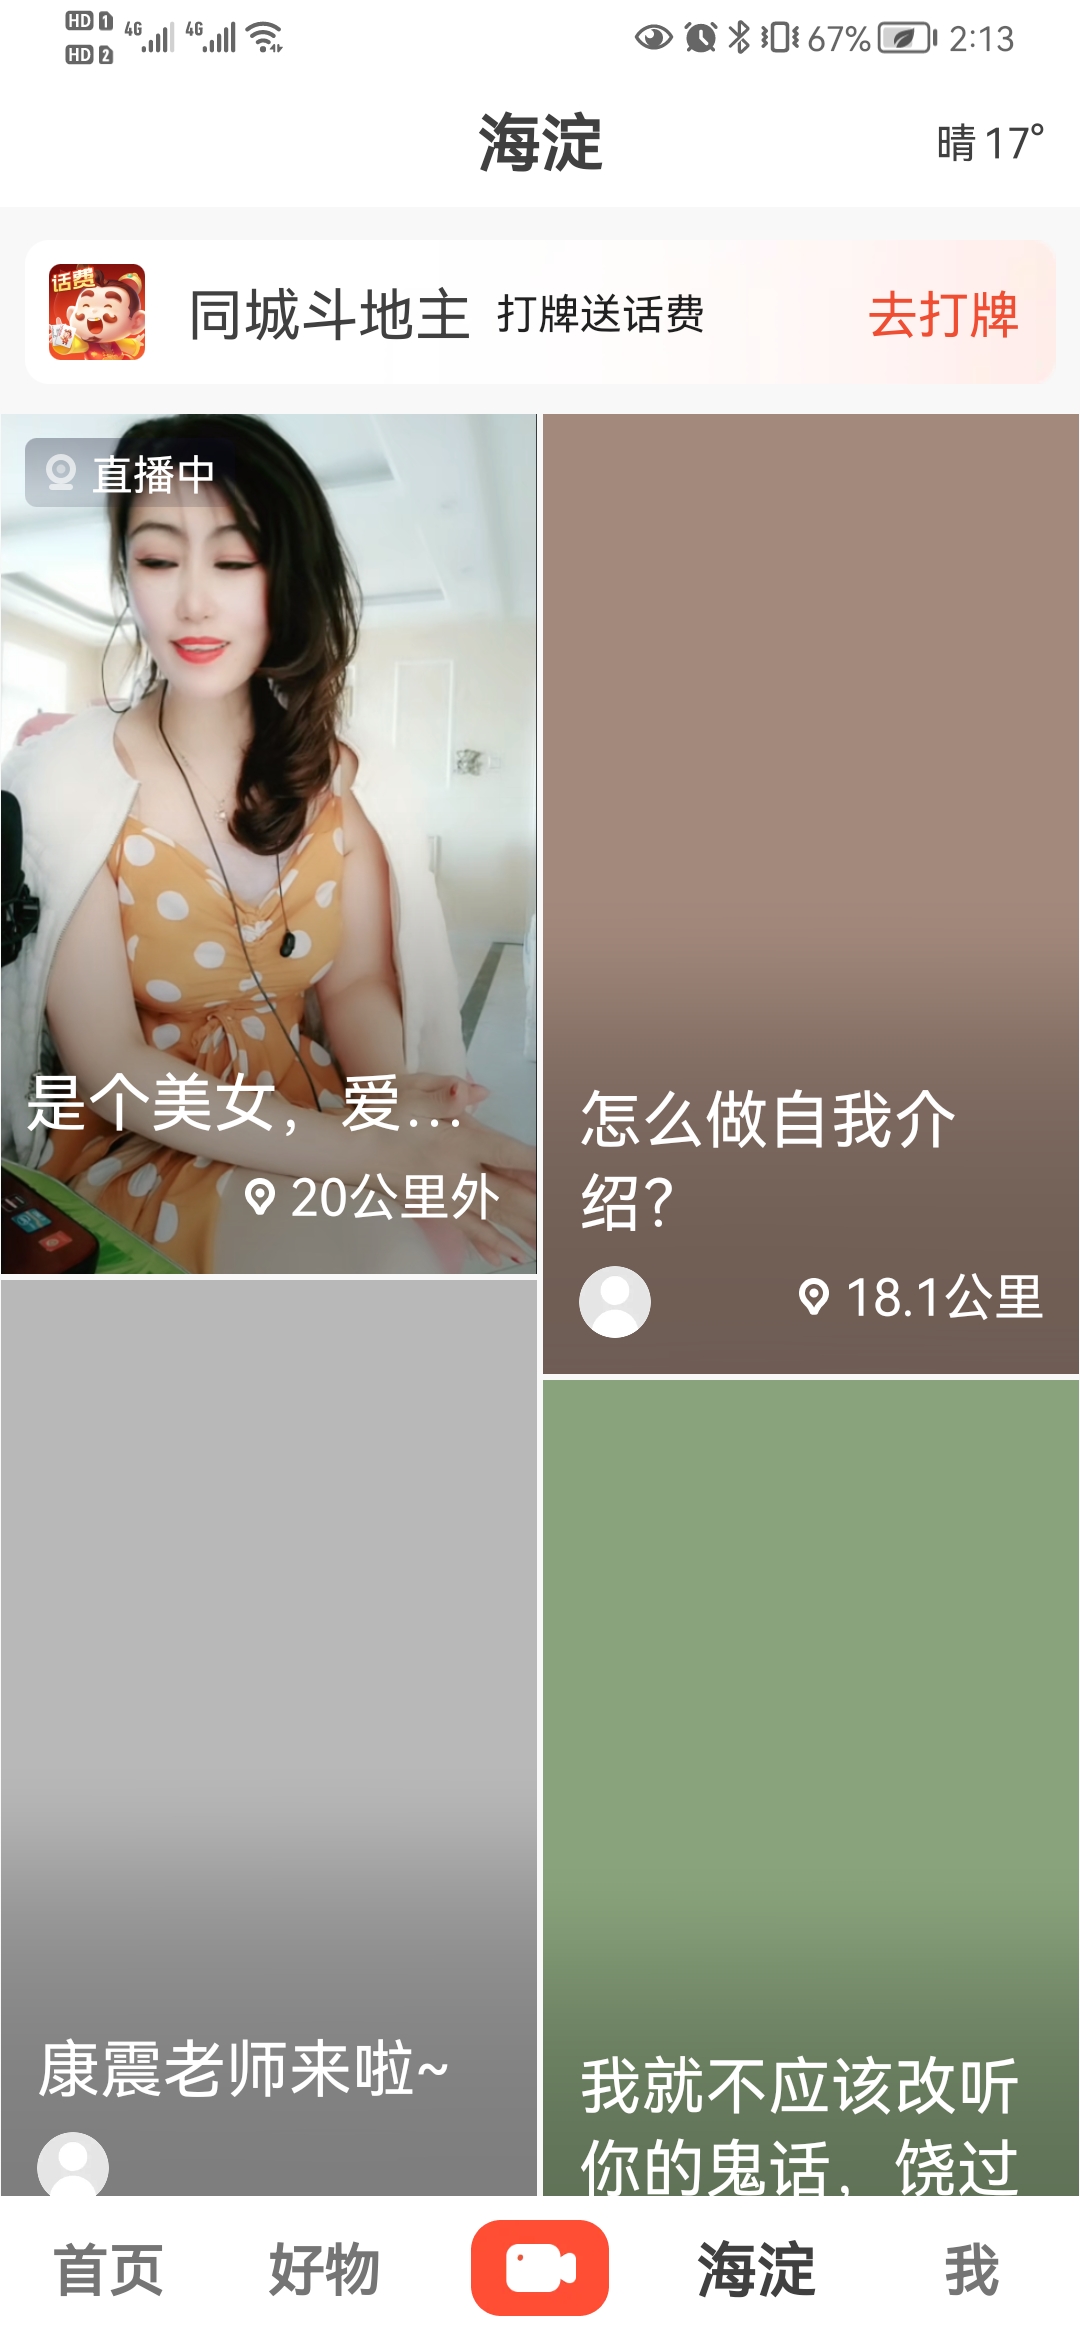 HD 1 4G 4G
HD 2
67% 2:13
海淀
晴 17°
话费
同城斗地主 打牌送话费 去打牌
直播中
是个美女，爱...
20公里外
怎么做自我介
绍?
18.1公里
康震老师来啦~
我就不应该改听
你的鬼话，饶过
首页 好物 海淀 我